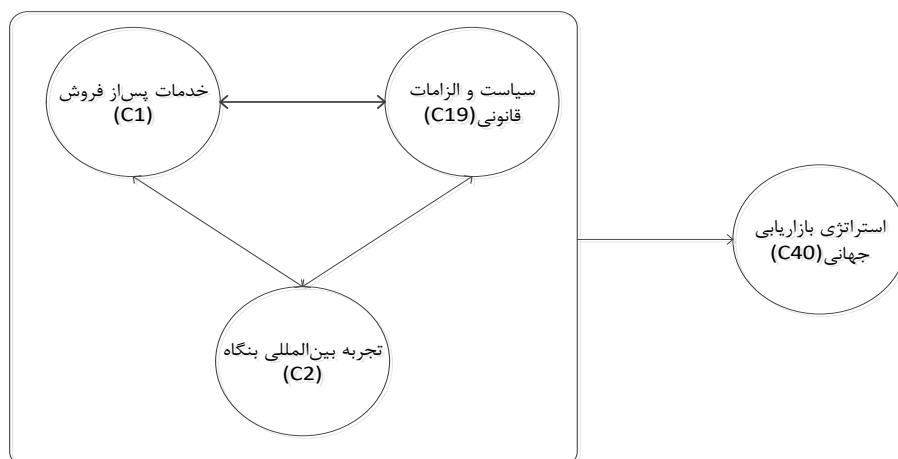 سیاست و الزامات
قانونی(C19)
خدمات پس‌از فروش
(C1)
استراتژی بازاریابی
جهانی(C40)
تجربه بین‌المللی بنگاه
(C2)